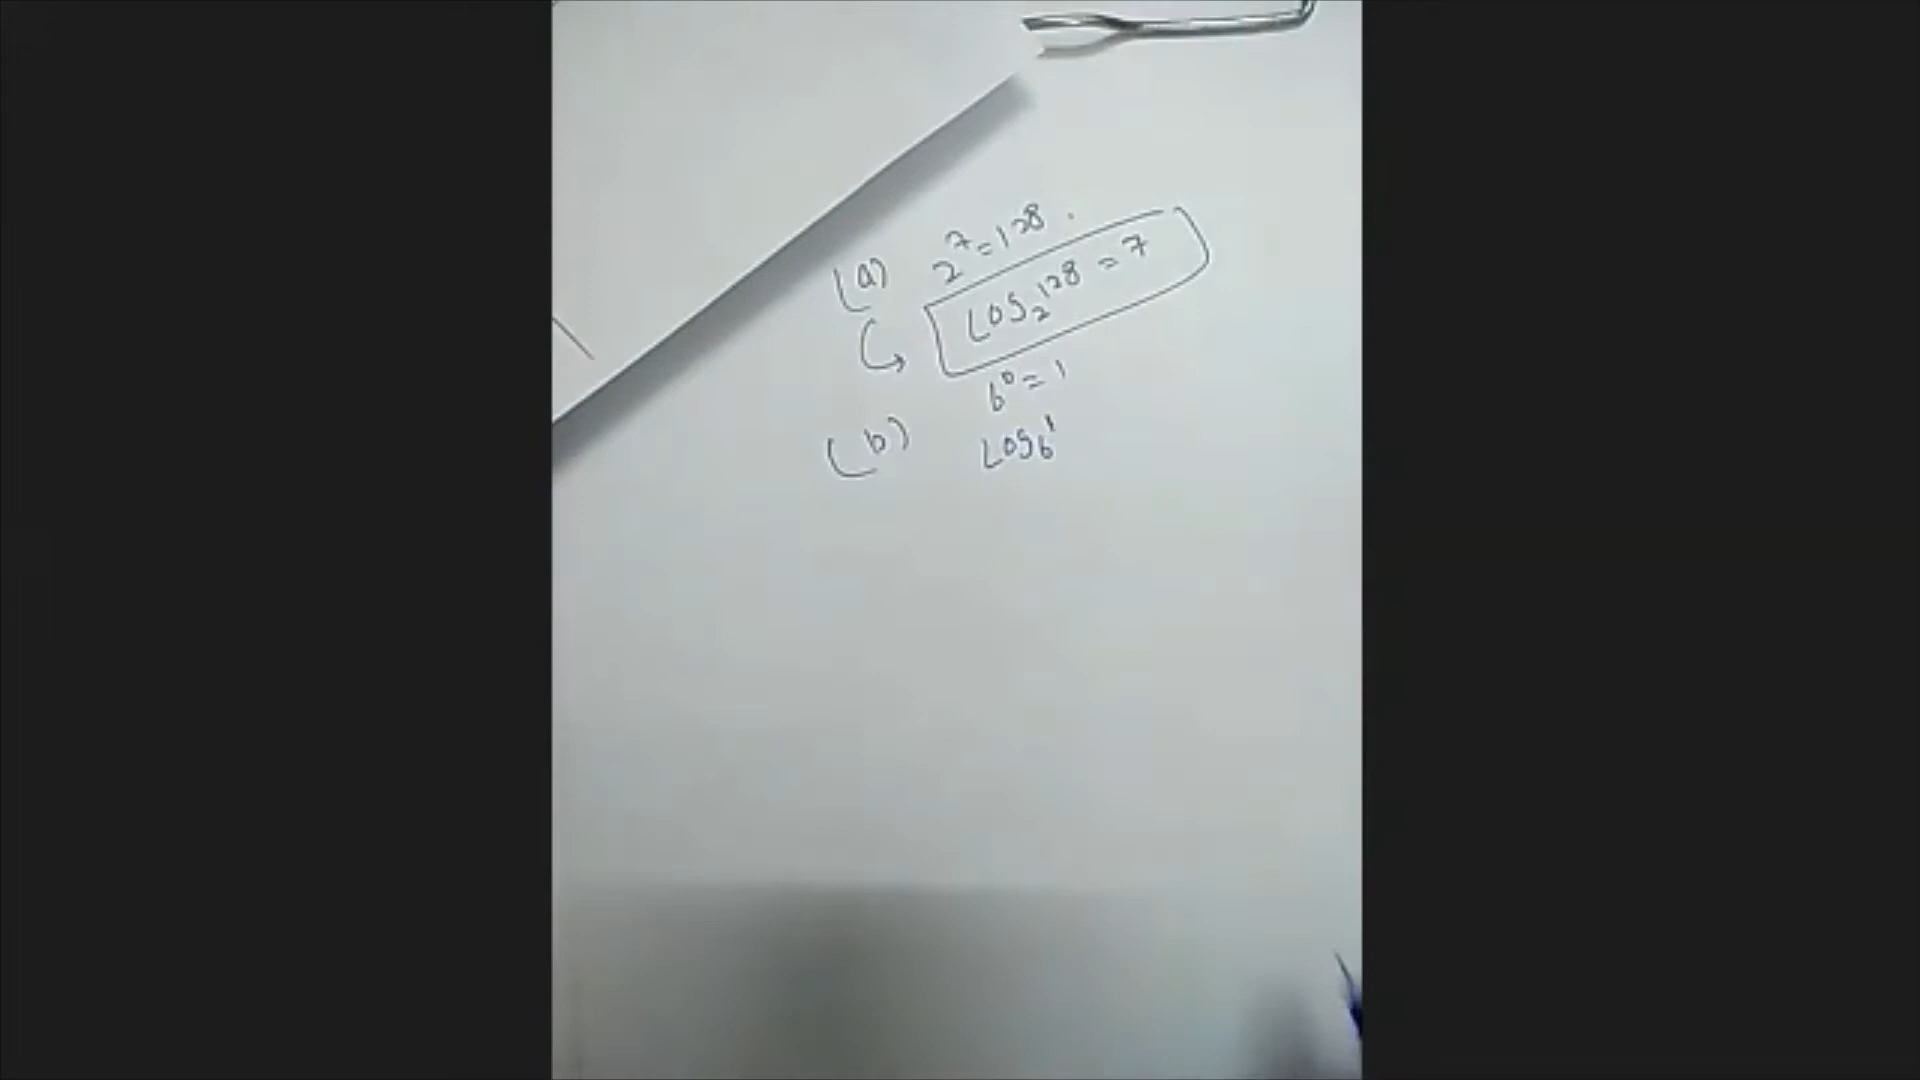 (a) 2⁷ = 128.
Log₂128 = 7
6⁰ = 1
(b) Log₆1